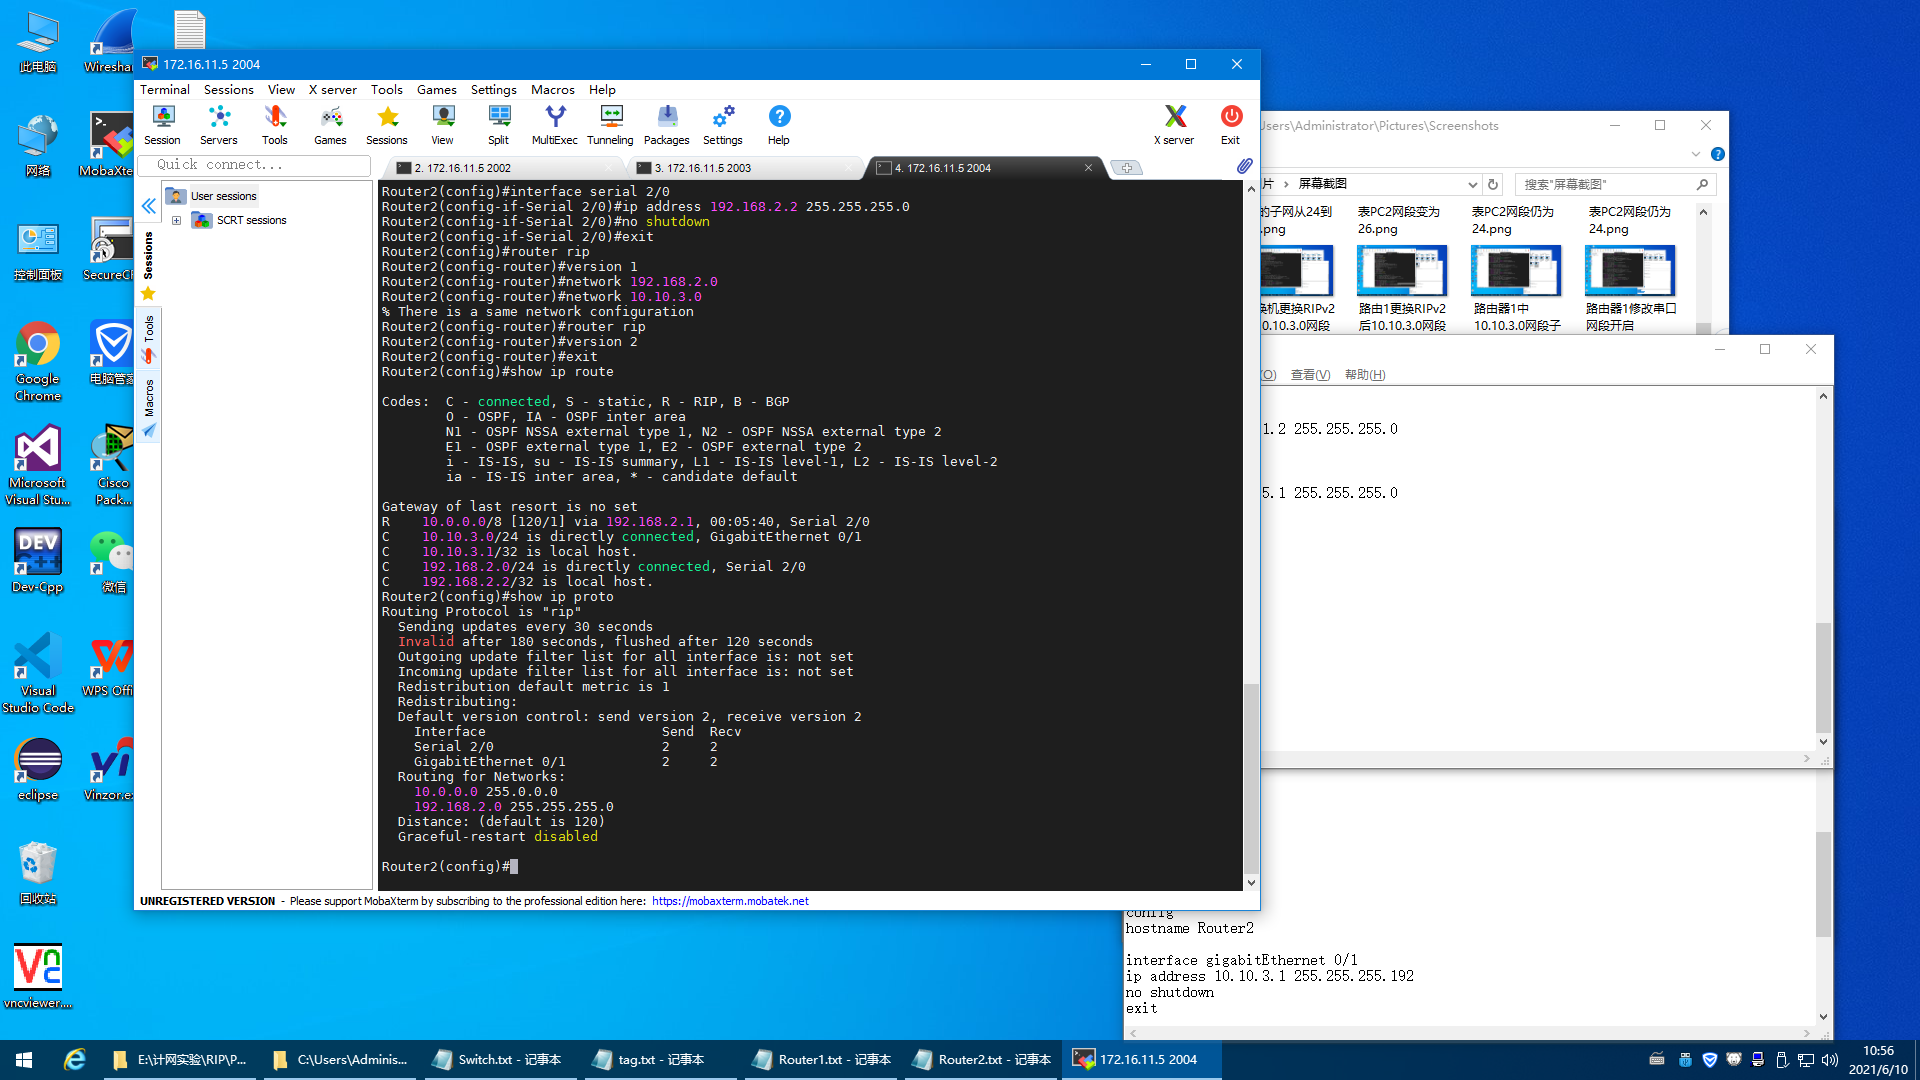 此电脑
Wiresha
网络
MobaXte
控制面板
SecureCR
Google
Chrome
电脑管家
Microsoft
Visual Stu...
Cisco
Pack...
Dev-Cpp
微信
Visual
Studio Code
WPS Offi
eclipse
Vinzor.ex
回收站
vncviewer....
172.16.11.5 2004
Terminal Sessions View X server Tools Games Settings Macros Help
Session Servers Tools Games Sessions View Split MultiExec Tunneling Packages Settings Help X server Exit
Quick connect...
2. 172.16.11.5 2002
3. 172.16.11.5 2003
4. 172.16.11.5 2004
User sessions
SCRT sessions
Sessions
Tools
Macros
Router2(config)#interface serial 2/0
Router2(config-if-Serial 2/0)#ip address 192.168.2.2 255.255.255.0
Router2(config-if-Serial 2/0)#no shutdown
Router2(config-if-Serial 2/0)#exit
Router2(config)#router rip
Router2(config-router)#version 1
Router2(config-router)#network 192.168.2.0
Router2(config-router)#network 10.10.3.0
% There is a same network configuration
Router2(config-router)#router rip
Router2(config-router)#version 2
Router2(config-router)#exit
Router2(config)#show ip route
Codes:  C - connected, S - static, R - RIP, B - BGP
O - OSPF, IA - OSPF inter area
N1 - OSPF NSSA external type 1, N2 - OSPF NSSA external type 2
E1 - OSPF external type 1, E2 - OSPF external type 2
i - IS-IS, su - IS-IS summary, L1 - IS-IS level-1, L2 - IS-IS level-2
ia - IS-IS inter area, * - candidate default
Gateway of last resort is no set
R    10.0.0.0/8 [120/1] via 192.168.2.1, 00:05:40, Serial 2/0
C    10.10.3.0/24 is directly connected, GigabitEthernet 0/1
C    10.10.3.1/32 is local host.
C    192.168.2.0/24 is directly connected, Serial 2/0
C    192.168.2.2/32 is local host.
Router2(config)#show ip proto
Routing Protocol is "rip"
Sending updates every 30 seconds
Invalid after 180 seconds, flushed after 120 seconds
Outgoing update filter list for all interface is: not set
Incoming update filter list for all interface is: not set
Redistribution default metric is 1
Redistributing:
Default version control: send version 2, receive version 2
Interface Send Recv
Serial 2/0 2 2
GigabitEthernet 0/1 2 2
Routing for Networks:
10.0.0.0 255.0.0.0
192.168.2.0 255.255.255.0
Distance: (default is 120)
Graceful-restart disabled
Router2(config)#
UNREGISTERED VERSION - Please support MobaXterm by subscribing to the professional edition here: https://mobaxterm.mobatek.net
Jsers\Administrator\Pictures\Screenshots
片 › 屏幕截图
搜索"屏幕截图"
的子网从24到
.png
表PC2网段变为
26.png
表PC2网段仍为
24.png
表PC2网段仍为
24.png
换机更换RIPv2
0.10.3.0网段
路由1更换RIPv2
后10.10.3.0网段
路由器1中
10.10.3.0网段子
路由器1修改串口
网段开启
(O) 查看(V) 帮助(H)
1.2 255.255.255.0
5.1 255.255.255.0
config
hostname Router2
interface gigabitEthernet 0/1
ip address 10.10.3.1 255.255.255.192
no shutdown
exit
E:\计网实验\RIP\P...
C:\Users\Adminis...
Switch.txt - 记事本
tag.txt - 记事本
Router1.txt - 记事本
Router2.txt - 记事本
172.16.11.5 2004
10:56
2021/6/10